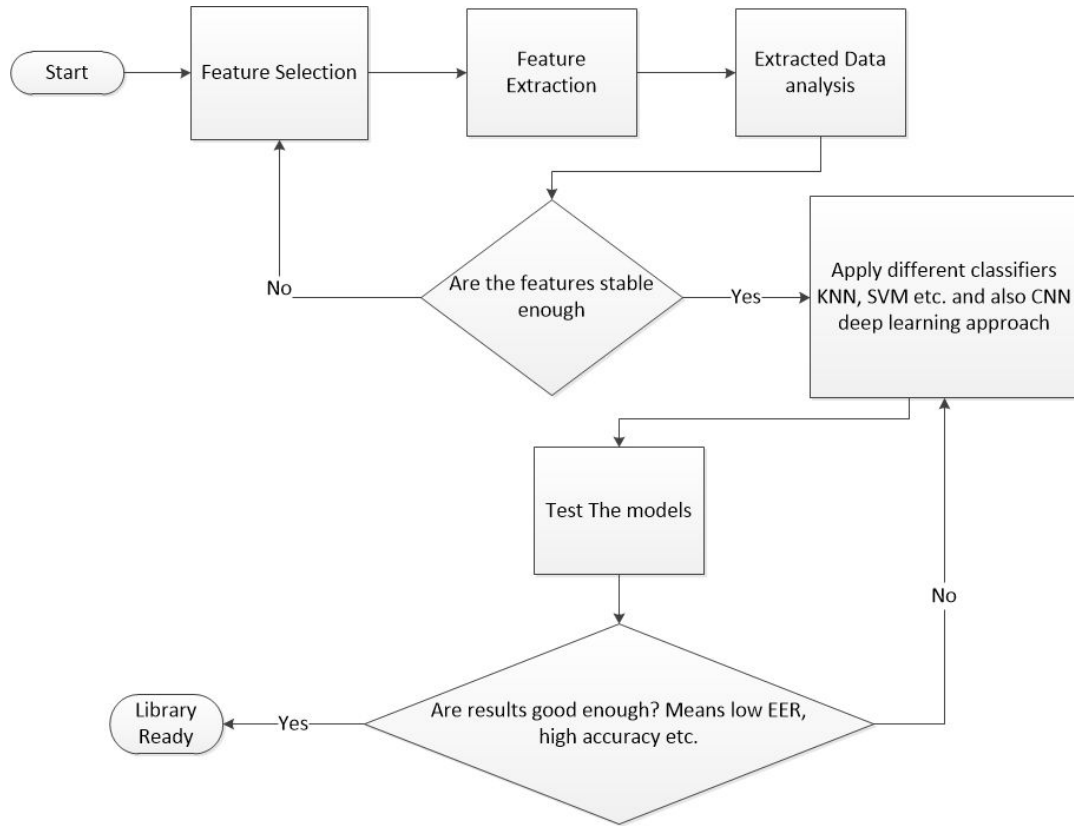 Start
Feature Selection
Feature
Extraction
Extracted Data
analysis
Are the features stable
enough
No
Yes
Apply different classifiers
KNN, SVM etc. and also CNN
deep learning approach
Test The models
No
Are results good enough? Means low EER,
high accuracy etc.
Yes
Library
Ready